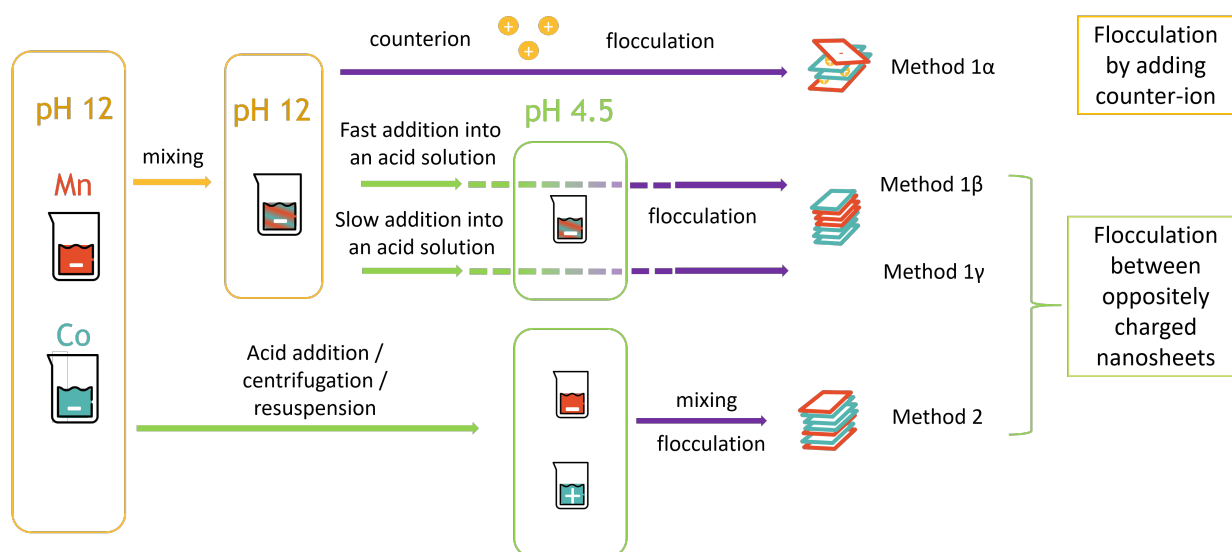 pH 12
Mn
Co
mixing
pH 12
counterion
flocculation
Method 1α
Flocculation
by adding
counter-ion
pH 4.5
Fast addition into
an acid solution
Slow addition into
an acid solution
flocculation
Method 1β
Method 1γ
Flocculation
between
oppositely
charged
nanosheets
Acid addition /
centrifugation /
resuspension
mixing
flocculation
Method 2